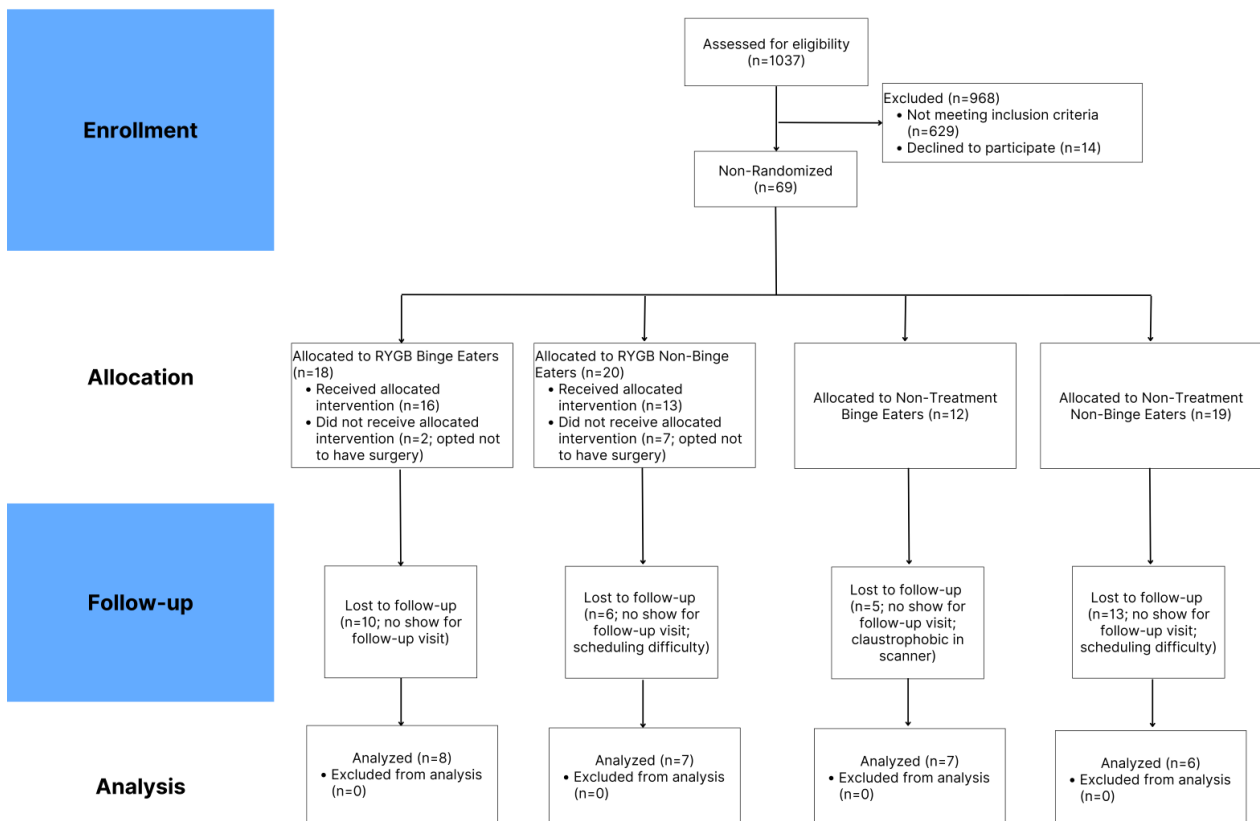 Enrollment
Assessed for eligibility
(n=1037)
Excluded (n=968)
• Not meeting inclusion criteria
(n=629)
• Declined to participate (n=14)
Non-Randomized
(n=69)
Allocation
Allocated to RYGB Binge Eaters
(n=18)
• Received allocated
intervention (n=16)
• Did not receive allocated
intervention (n=2; opted not
to have surgery)
Allocated to RYGB Non-Binge
Eaters (n=20)
• Received allocated
intervention (n=13)
• Did not receive allocated
intervention (n=7; opted not
to have surgery)
Allocated to Non-Treatment
Binge Eaters (n=12)
Allocated to Non-Treatment
Non-Binge Eaters (n=19)
Follow-up
Lost to follow-up
(n=10; no show for
follow-up visit)
Lost to follow-up
(n=6; no show for
follow-up visit;
scheduling difficulty)
Lost to follow-up
(n=5; no show for
follow-up visit;
claustrophobic in
scanner)
Lost to follow-up
(n=13; no show for
follow-up visit;
scheduling difficulty)
Analysis
Analyzed (n=8)
• Excluded from analysis
(n=0)
Analyzed (n=7)
• Excluded from analysis
(n=0)
Analyzed (n=7)
• Excluded from analysis
(n=0)
Analyzed (n=6)
• Excluded from analysis
(n=0)